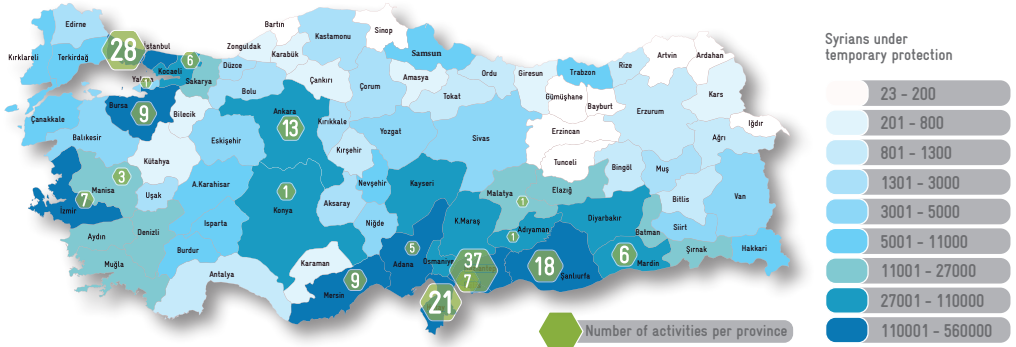 Edirne
Kırklareli
Terkirdağ
28
İstanbul
6
Kocaeli
Yalova
1
Sakarya
Düzce
Zonguldak
Bartın
Karabük
Kastamonu
Sinop
Samsun
Çankırı
Amasya
Ordu
Giresun
Trabzon
Rize
Artvin
Ardahan
Kars
Iğdır
Gümüşhane
Bayburt
Erzurum
Erzincan
Ağrı
Tokat
Çorum
Bolu
Ankara
13
Kırıkkale
Yozgat
Sivas
Tunceli
Bingöl
Muş
Çanakkale
Bursa
9
Bilecik
Balıkesir
Eskişehir
Kütahya
Kırşehir
Nevşehir
Kayseri
Malatya
1
Elazığ
Bitlis
Van
Siirt
Hakkari
Manisa
3
7
İzmir
Uşak
A.Karahisar
Konya
1
Aksaray
Niğde
K.Maraş
Adıyaman
1
Diyarbakır
Batman
Şırnak
Mardin
6
Aydın
Denizli
Isparta
Burdur
Muğla
Antalya
Karaman
Mersin
9
Adana
5
Osmaniye
37
7
18
Şanlıurfa
21
Number of activities per province
Syrians under
temporary protection
23 - 200
201 - 800
801 - 1300
1301 - 3000
3001 - 5000
5001 - 11000
11001 - 27000
27001 - 110000
110001 - 560000